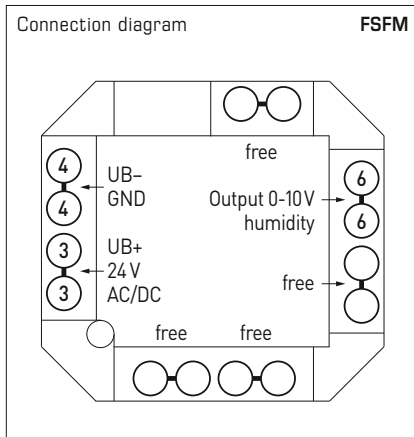 Connection diagram FSFM
free
4
4
UB–
GND
3
3
UB+
24 V
AC/DC
Output 0-10 V
humidity
6
6
free
free free